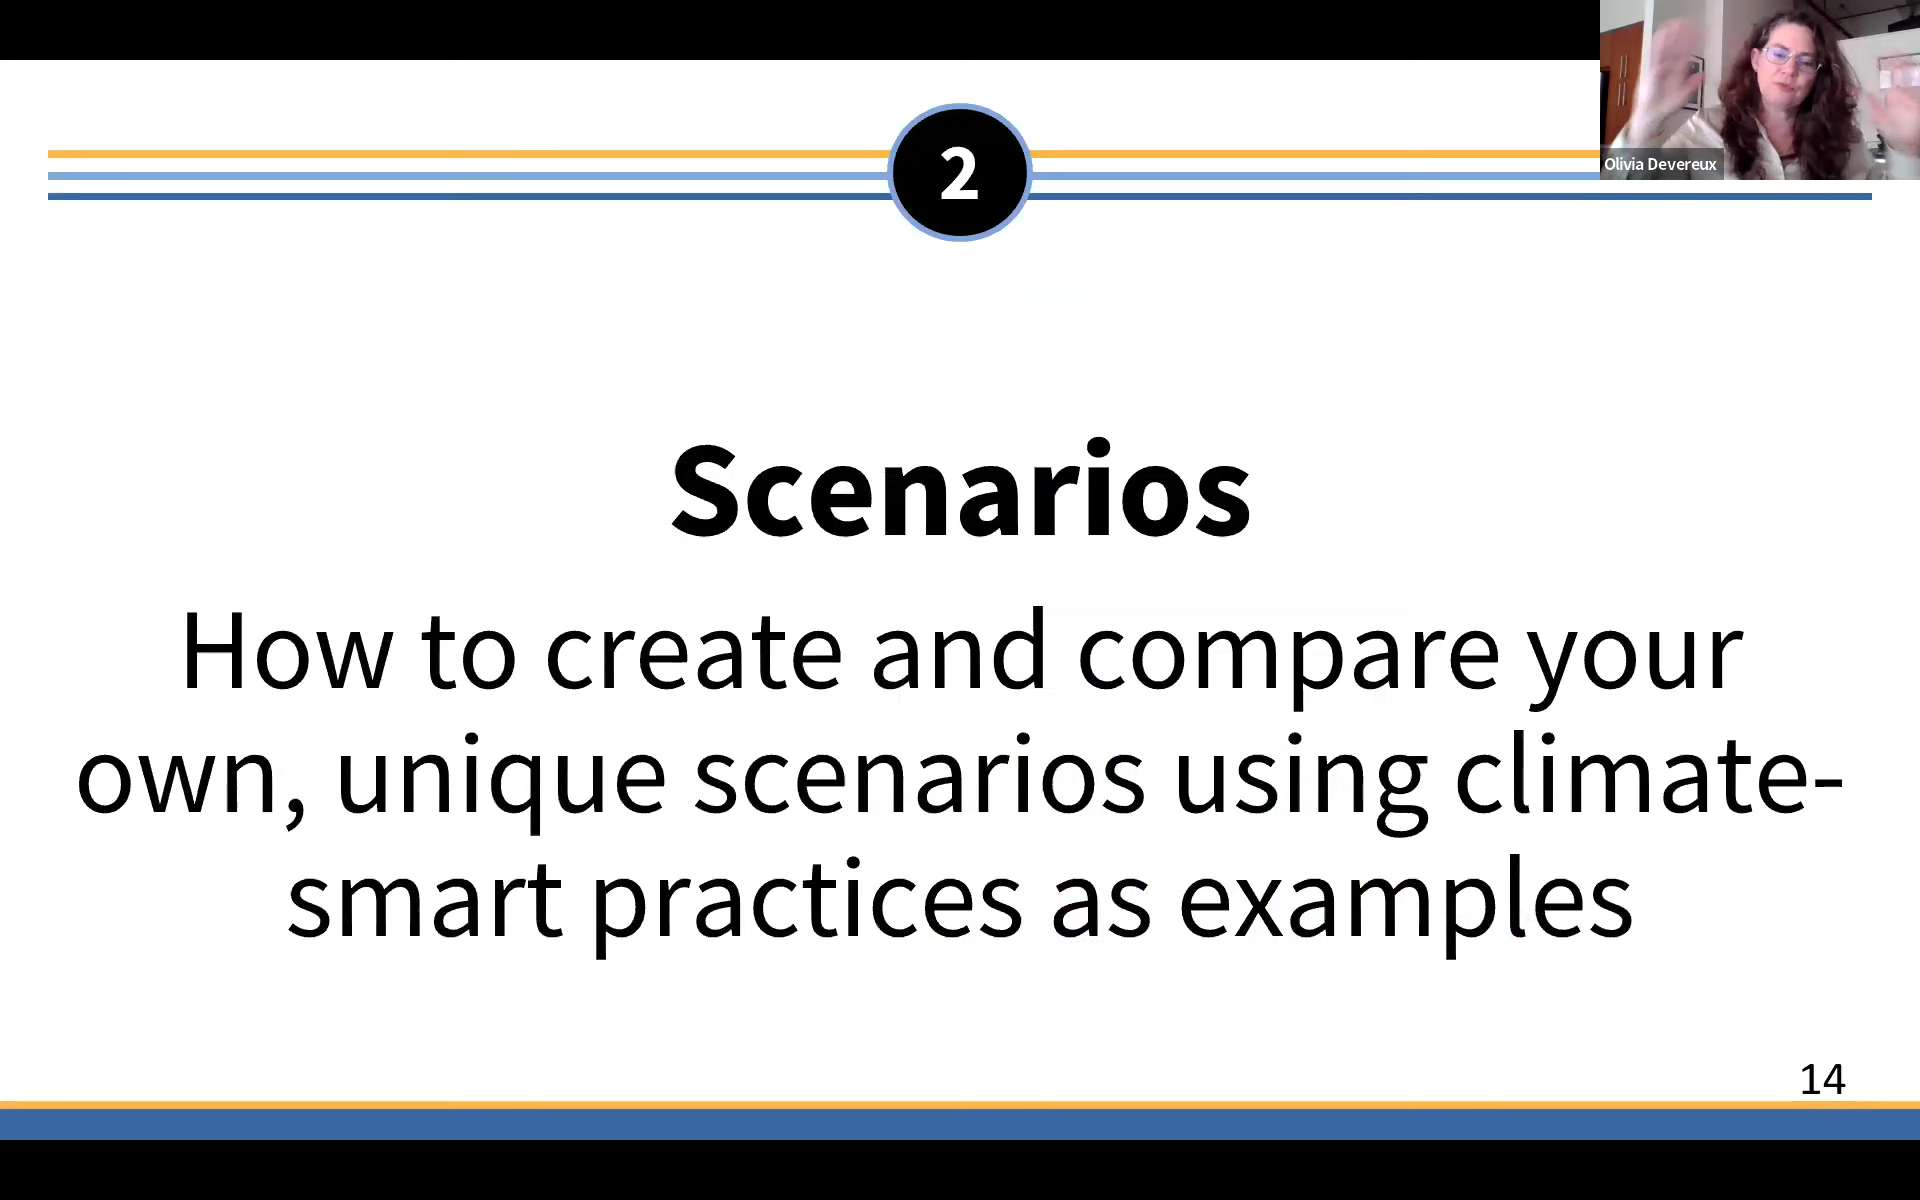 Olivia Devereux
2
Scenarios
How to create and compare your
own, unique scenarios using climate-
smart practices as examples
14